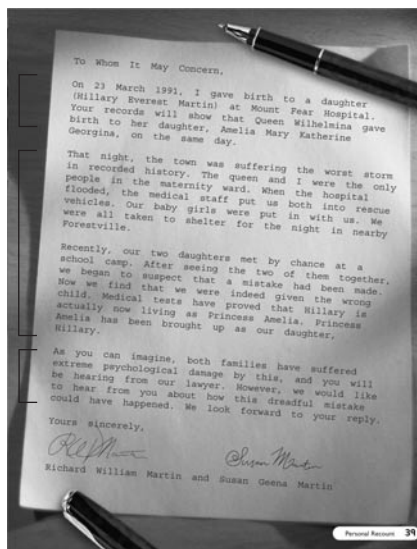 To Whom It May Concern,
On 23 March 1991, I gave birth to a daughter
(Hillary Everest Martin) at Mount Fear Hospital.
Your records will show that Queen Wilhelmina gave
birth to her daughter, Amelia Mary Katherine
Georgina, on the same day.
That night, the town was suffering the worst storm
in recorded history. The queen and I were the only
people in the maternity ward. When the hospital
flooded, the medical staff put us both into rescue
vehicles. Our baby girls were put in with us. We
were all taken to shelter for the night in nearby
Forestville.
Recently, our two daughters met by chance at a
school camp. After seeing the two of them together,
we began to suspect that a mistake had been made.
Now we find that we were indeed given the wrong
child. Medical tests have proved that Hillary is
actually now living as Princess Amelia. Princess
Amelia has been brought up as our daughter,
Hillary.
As you can imagine, both families have suffered
extreme psychological damage by this, and you will
be hearing from our lawyer. However, we would like
to hear from you about how this dreadful mistake
could have happened. We look forward to your reply.
Yours sincerely,
Susan Martin
Richard William Martin and Susan Geena Martin
Personal Recount 39